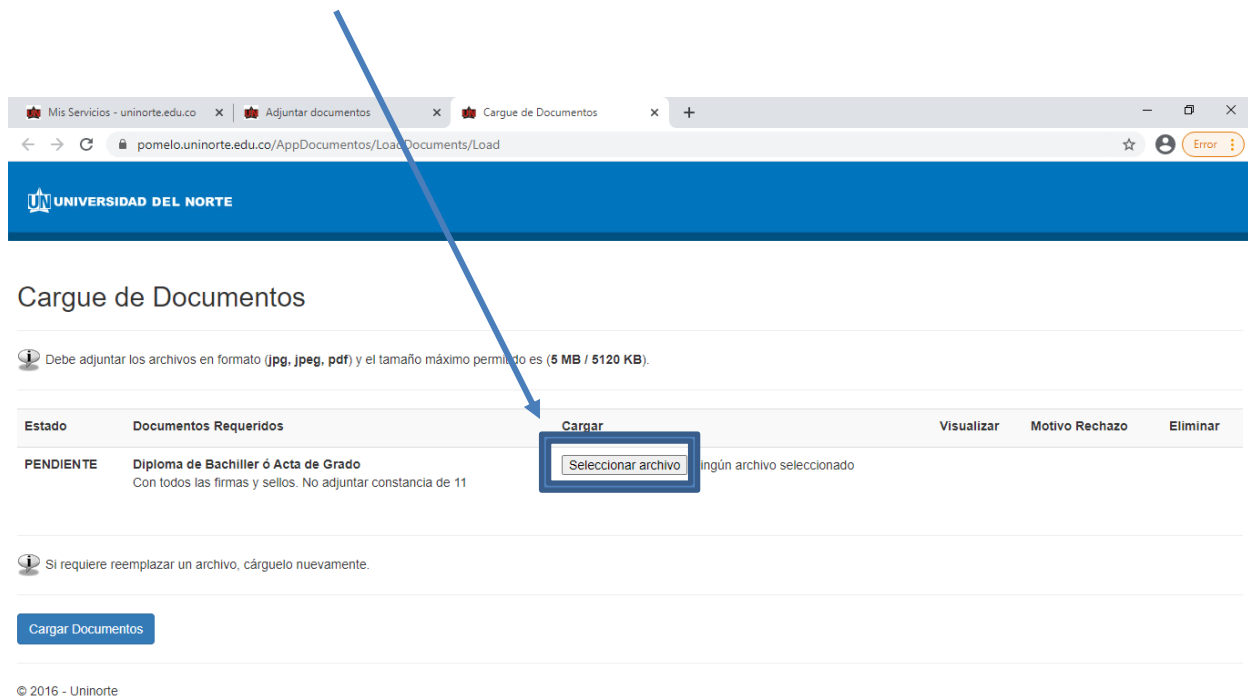 Mis Servicios - uninorte.edu.co
Adjuntar documentos
Cargue de Documentos
pomelo.uninorte.edu.co/AppDocumentos/LoadDocuments/Load
Error
UN UNIVERSIDAD DEL NORTE
Cargue de Documentos
Debe adjuntar los archivos en formato (jpg, jpeg, pdf) y el tamaño máximo permitido es (5 MB / 5120 KB).
Estado Documentos Requeridos Cargar Visualizar Motivo Rechazo Eliminar
PENDIENTE Diploma de Bachiller ó Acta de Grado Seleccionar archivo ingún archivo seleccionado
Con todos las firmas y sellos. No adjuntar constancia de 11
Si requiere reemplazar un archivo, cárguelo nuevamente.
Cargar Documentos
© 2016 - Uninorte